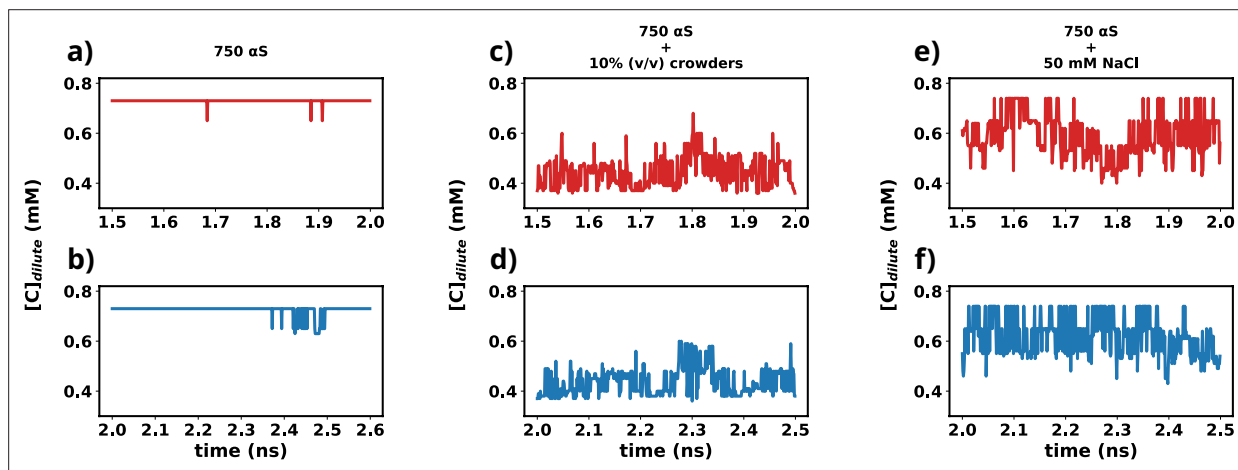 a)
750 αS
0.8
0.6
0.4
1.5 1.6 1.7 1.8 1.9 2.0
b)
0.8
0.6
0.4
2.0 2.1 2.2 2.3 2.4 2.5 2.6
time (ns)
[C]dilute (mM)
c)
750 αS
+
10% (v/v) crowders
0.8
0.6
0.4
1.5 1.6 1.7 1.8 1.9 2.0
d)
0.8
0.6
0.4
2.0 2.1 2.2 2.3 2.4 2.5
time (ns)
[C]dilute (mM)
e)
750 αS
+
50 mM NaCl
0.8
0.6
0.4
1.5 1.6 1.7 1.8 1.9 2.0
f)
0.8
0.6
0.4
2.0 2.1 2.2 2.3 2.4 2.5
time (ns)
[C]dilute (mM)